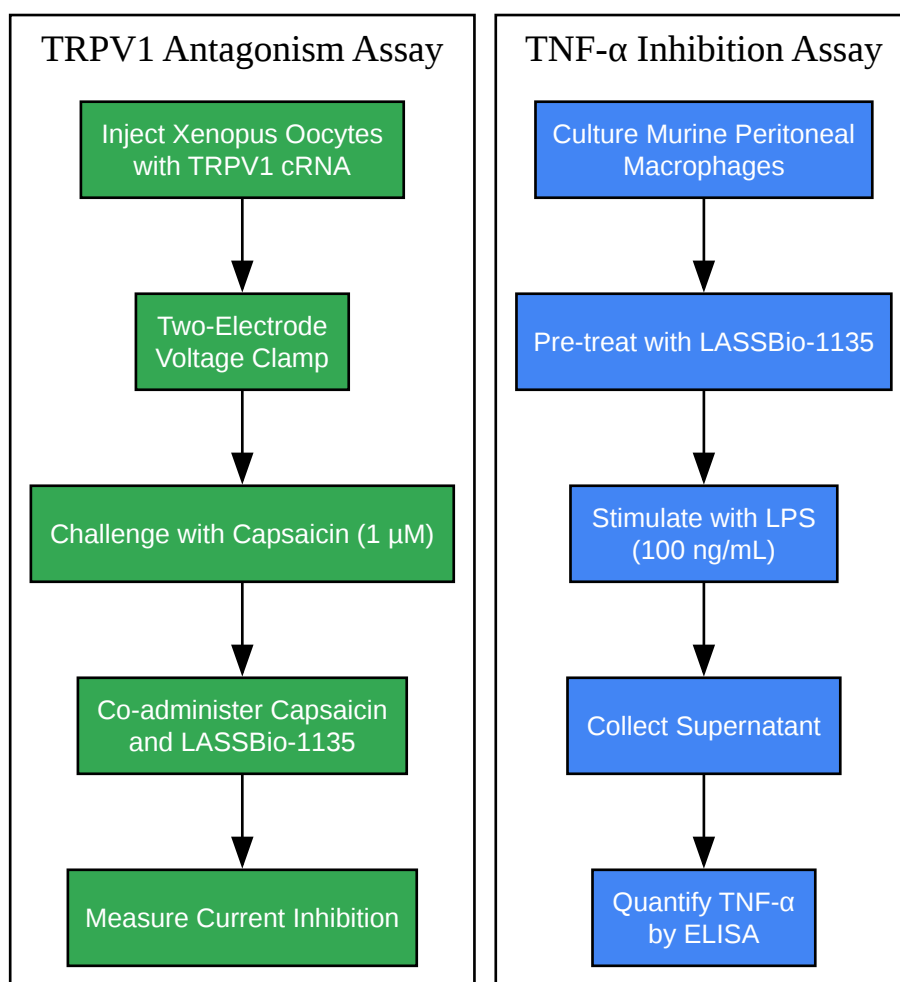 TRPV1 Antagonism Assay
Inject Xenopus Oocytes
with TRPV1 cRNA
Two-Electrode
Voltage Clamp
Challenge with Capsaicin (1 µM)
Co-administer Capsaicin
and LASSBio-1135
Measure Current Inhibition
TNF-α Inhibition Assay
Culture Murine Peritoneal
Macrophages
Pre-treat with LASSBio-1135
Stimulate with LPS
(100 ng/mL)
Collect Supernatant
Quantify TNF-α
by ELISA